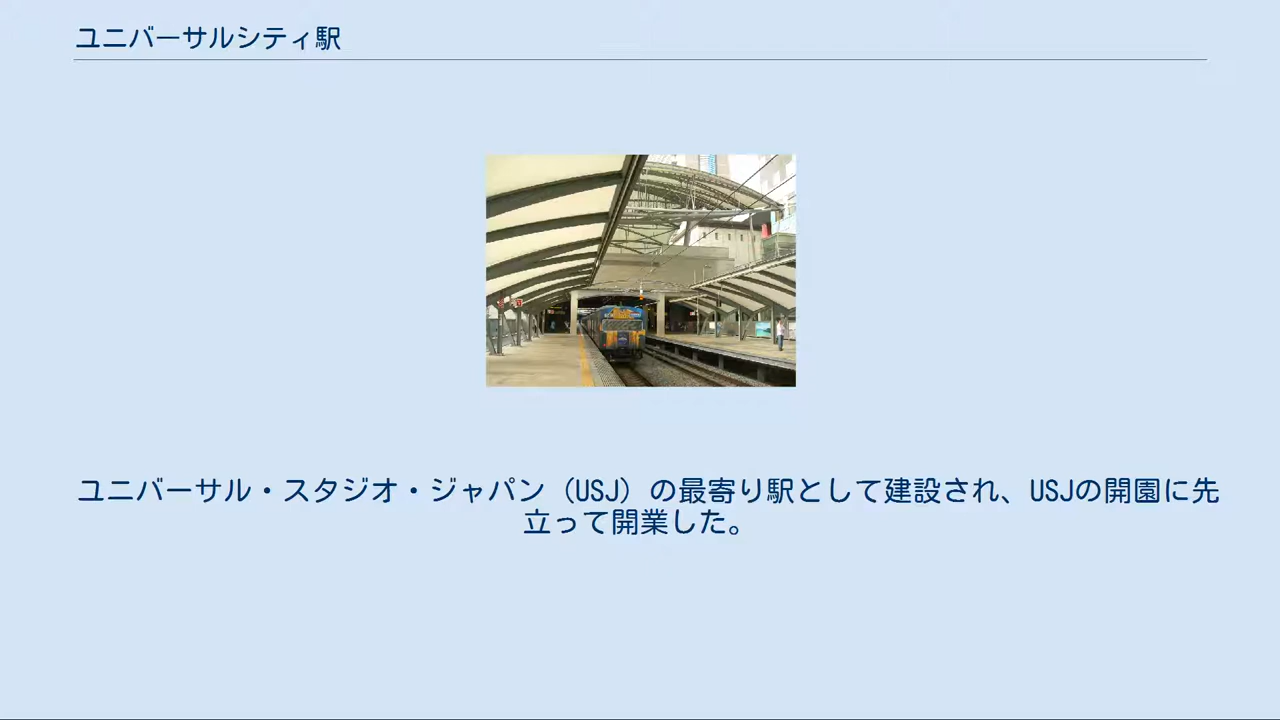 ユニバーサルシティ駅
ユニバーサル・スタジオ・ジャパン（USJ）の最寄り駅として建設され、USJの開園に先
立って開業した。